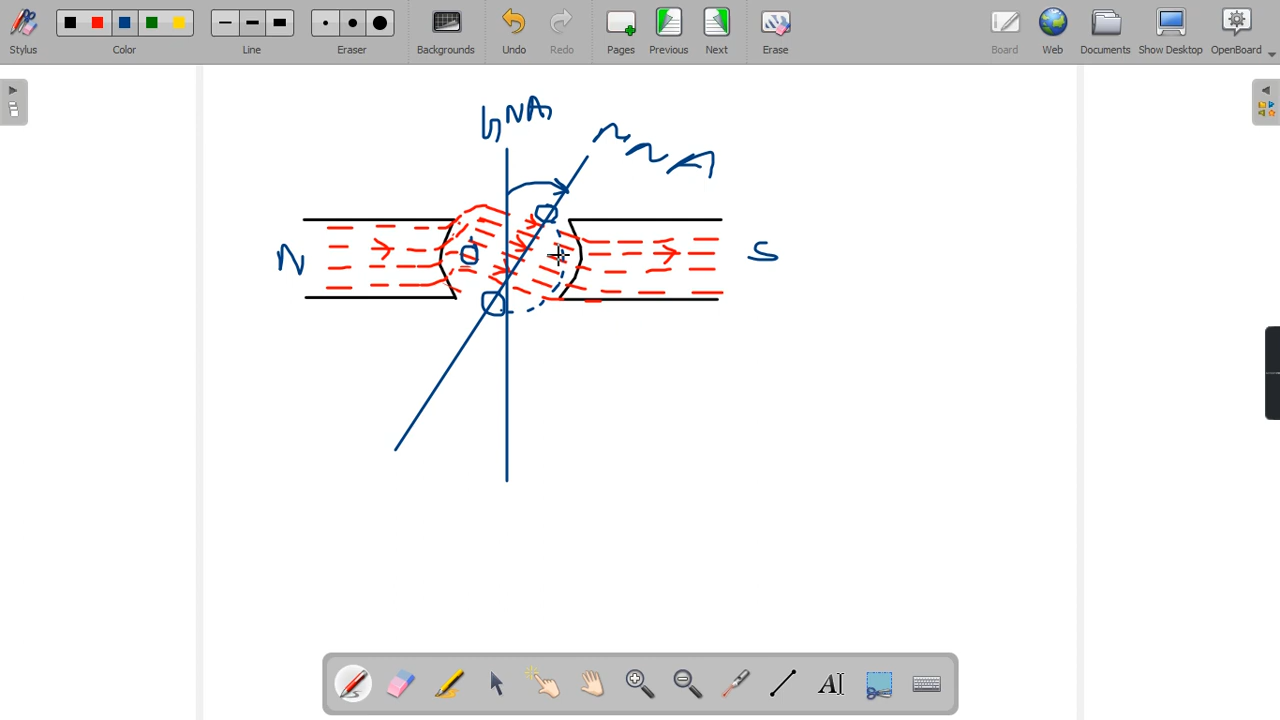 Stylus
Color
Line
Eraser
Backgrounds
Undo
Redo
Pages
Previous
Next
Erase
Board
Web
Documents
Show Desktop
OpenBoard
GNA
MNA
N
S